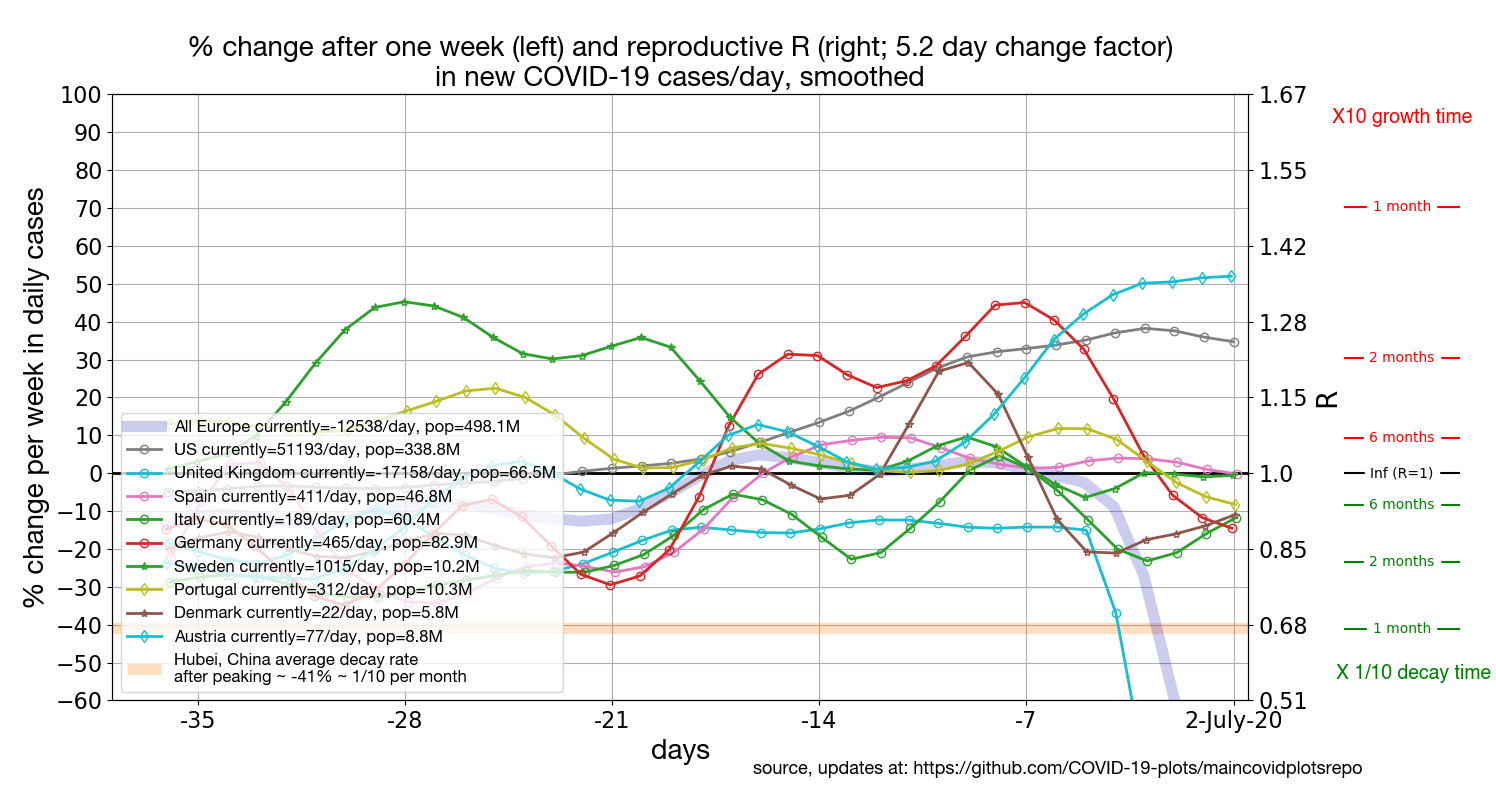 % change after one week (left) and reproductive R (right; 5.2 day change factor)
in new COVID-19 cases/day, smoothed
% change per week in daily cases
100
90
80
70
60
50
40
30
20
10
0
−10
−20
−30
−40
−50
−60
All Europe currently=-12538/day, pop=498.1M
US currently=51193/day, pop=338.8M
United Kingdom currently=-17158/day, pop=66.5M
Spain currently=411/day, pop=46.8M
Italy currently=189/day, pop=60.4M
Germany currently=465/day, pop=82.9M
Sweden currently=1015/day, pop=10.2M
Portugal currently=312/day, pop=10.3M
Denmark currently=22/day, pop=5.8M
Austria currently=77/day, pop=8.8M
Hubei, China average decay rate
after peaking ~ -41% ~ 1/10 per month
-35
-28
-21
-14
-7
2-July-20
days
1.67
1.55
1.42
1.28
1.15
1.0
0.85
0.68
0.51
R
X10 growth time
1 month
2 months
6 months
Inf (R=1)
6 months
2 months
1 month
X 1/10 decay time
source, updates at: https://github.com/COVID-19-plots/maincovidplotsrepo